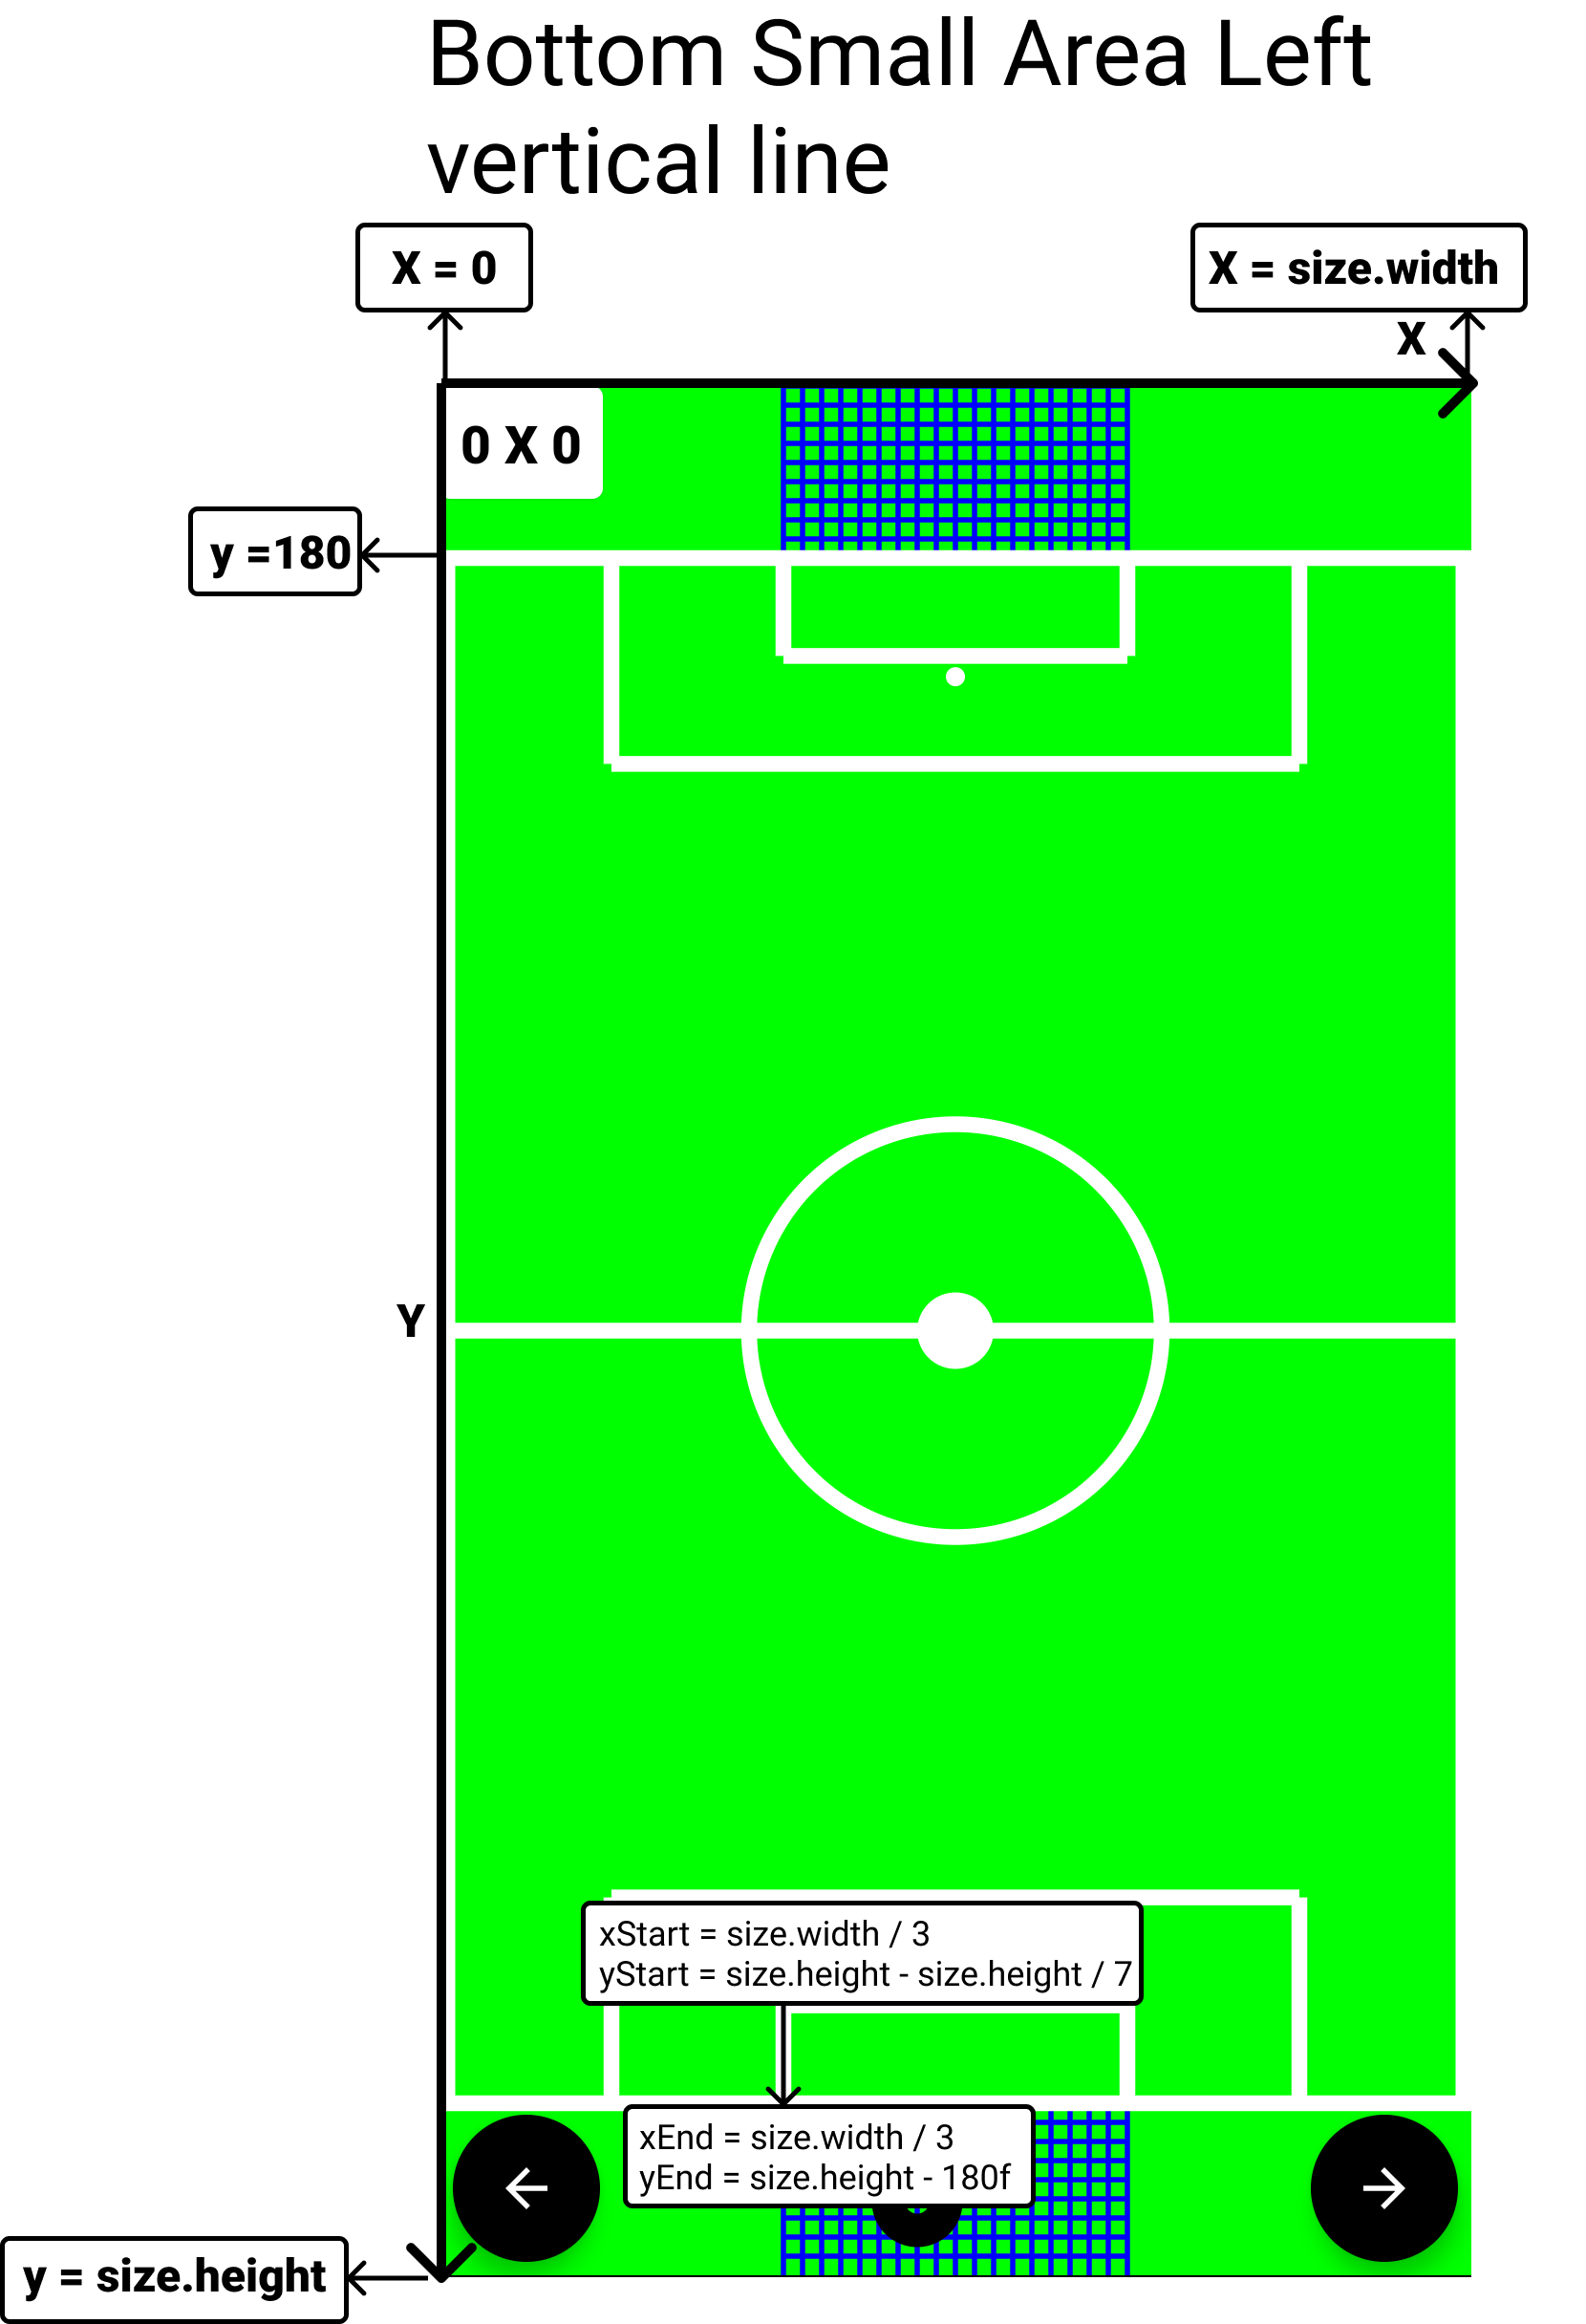 Bottom Small Area Left
vertical line
X = 0
X = size.width
X
0 X 0
y =180
Y
xStart = size.width / 3
yStart = size.height - size.height / 7
xEnd = size.width / 3
yEnd = size.height - 180f
y = size.height